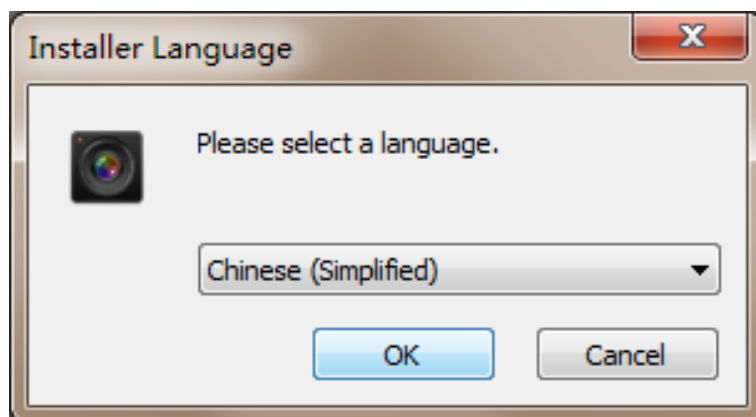 Installer Language
Please select a language.
Chinese (Simplified)
OK
Cancel